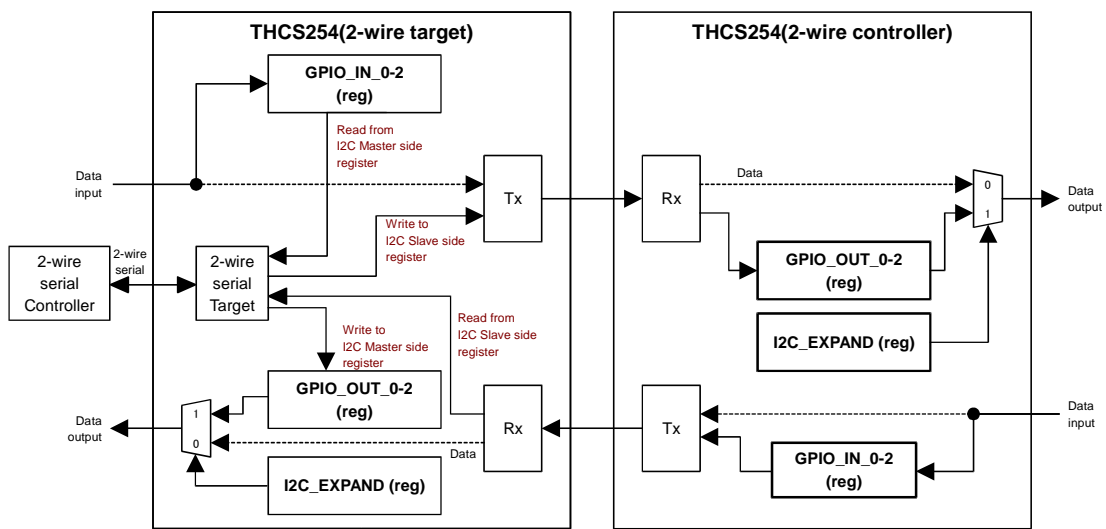 THCS254(2-wire target)
GPIO_IN_0-2
(reg)
Read from
I2C Master side
register
Data
input
Tx
Write to
I2C Slave side
register
2-wire
serial
Controller
2-wire
serial
2-wire
serial
Target
Write to
I2C Master side
register
Read from
I2C Slave side
register
GPIO_OUT_0-2
(reg)
Data
output
1
0
Data
Rx
I2C_EXPAND (reg)
THCS254(2-wire controller)
Rx
Data
0
1
Data
output
GPIO_OUT_0-2
(reg)
I2C_EXPAND (reg)
Tx
Data
input
GPIO_IN_0-2
(reg)